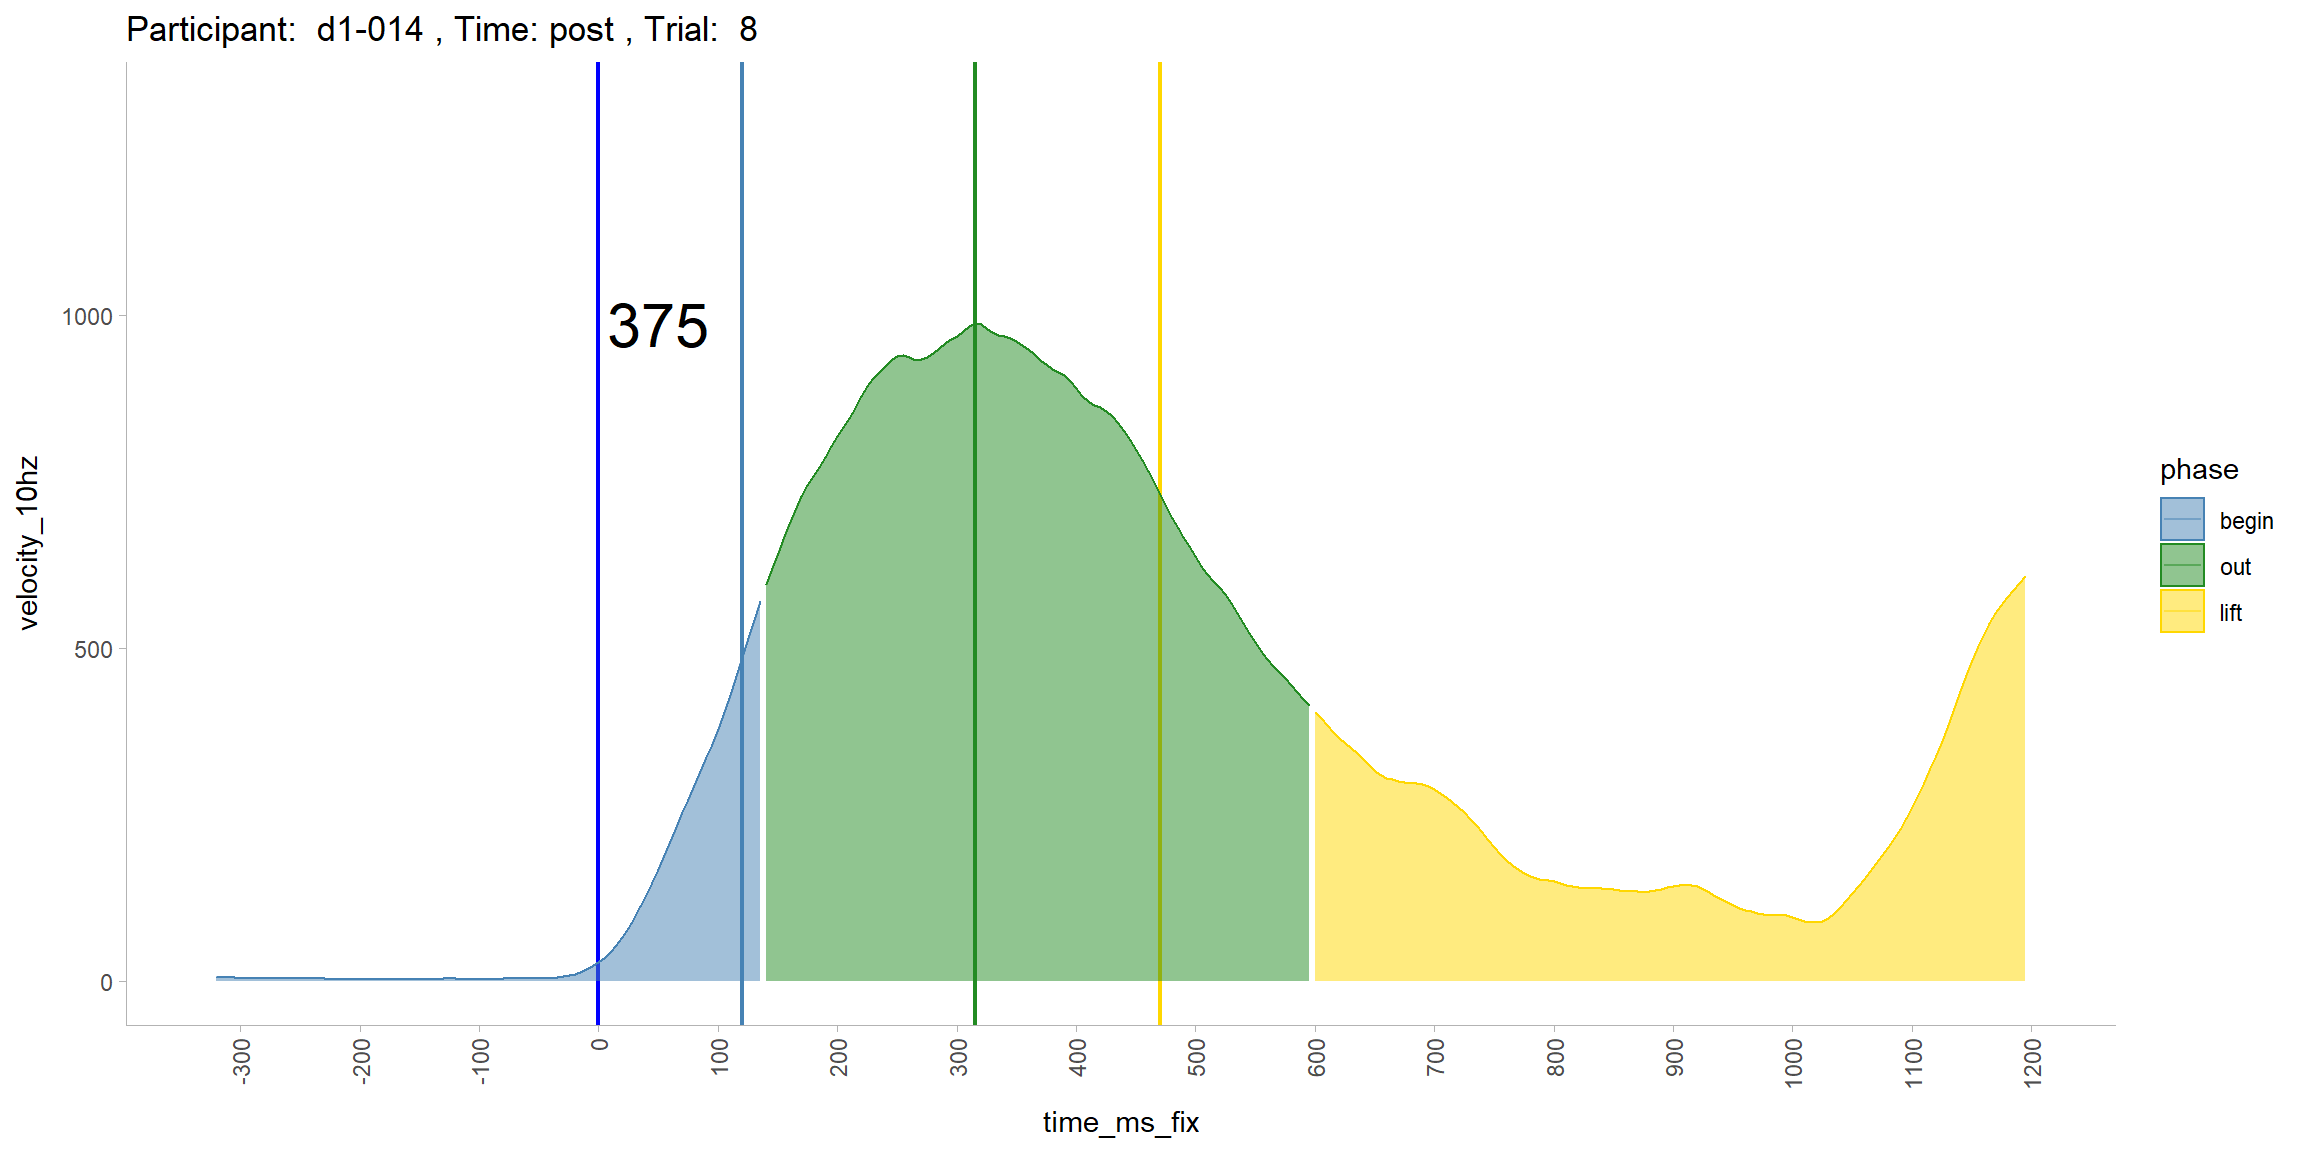 Participant:  d1-014 , Time: post , Trial:  8
375
1000
500
0
velocity_10hz
-300
-200
-100
0
100
200
300
400
500
600
700
800
900
1000
1100
1200
time_ms_fix
phase
begin
out
lift